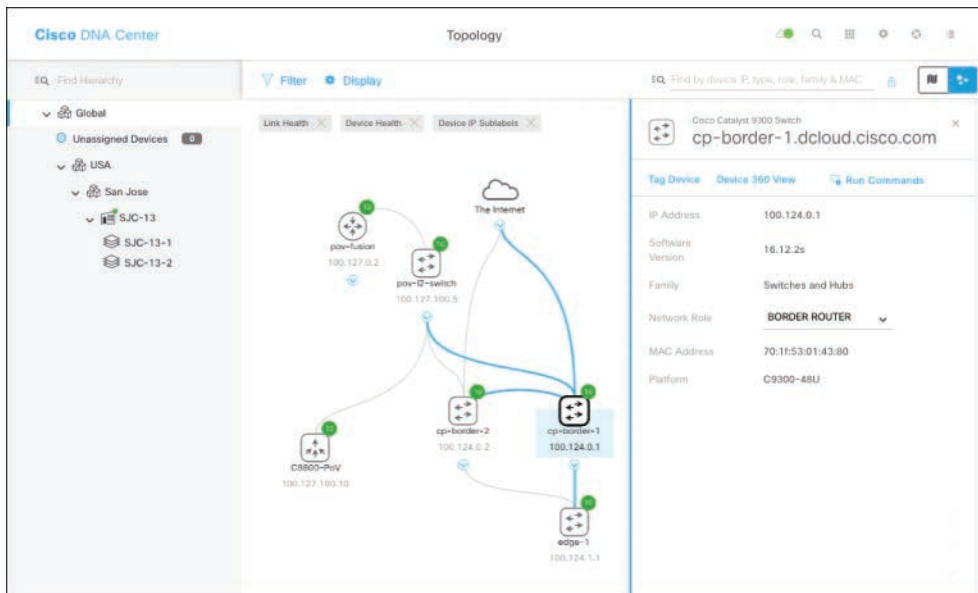 Cisco DNA Center
Topology
Find Hierarchy
Filter
Display
Find by device IP, type, role, family & MAC
Global
Unassigned Devices 0
USA
San Jose
SJC-13
SJC-13-1
SJC-13-2
Link Health
Device Health
Device IP Sublabels
The Internet
10
pov-fusion
100.127.0.2
10
pov-l2-switch
100.127.100.5
10
cp-border-2
100.124.0.2
10
cp-border-1
100.124.0.1
10
C9800-PoV
100.127.100.10
10
edge-1
100.124.1.1
Cisco Catalyst 9300 Switch
cp-border-1.dcloud.cisco.com
Tag Device
Device 360 View
Run Commands
IP Address 100.124.0.1
Software Version 16.12.2s
Family Switches and Hubs
Network Role BORDER ROUTER
MAC Address 70:1f:53:01:43:80
Platform C9300-48U